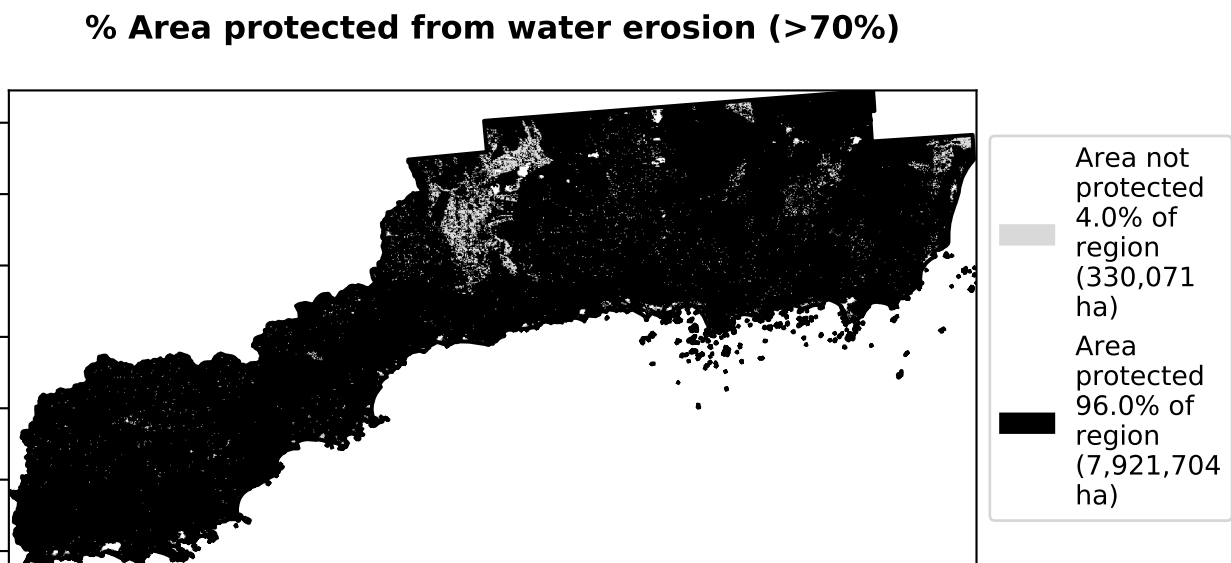 % Area protected from water erosion (>70%)
Area not
protected
4.0% of
region
(330,071
ha)
Area
protected
96.0% of
region
(7,921,704
ha)